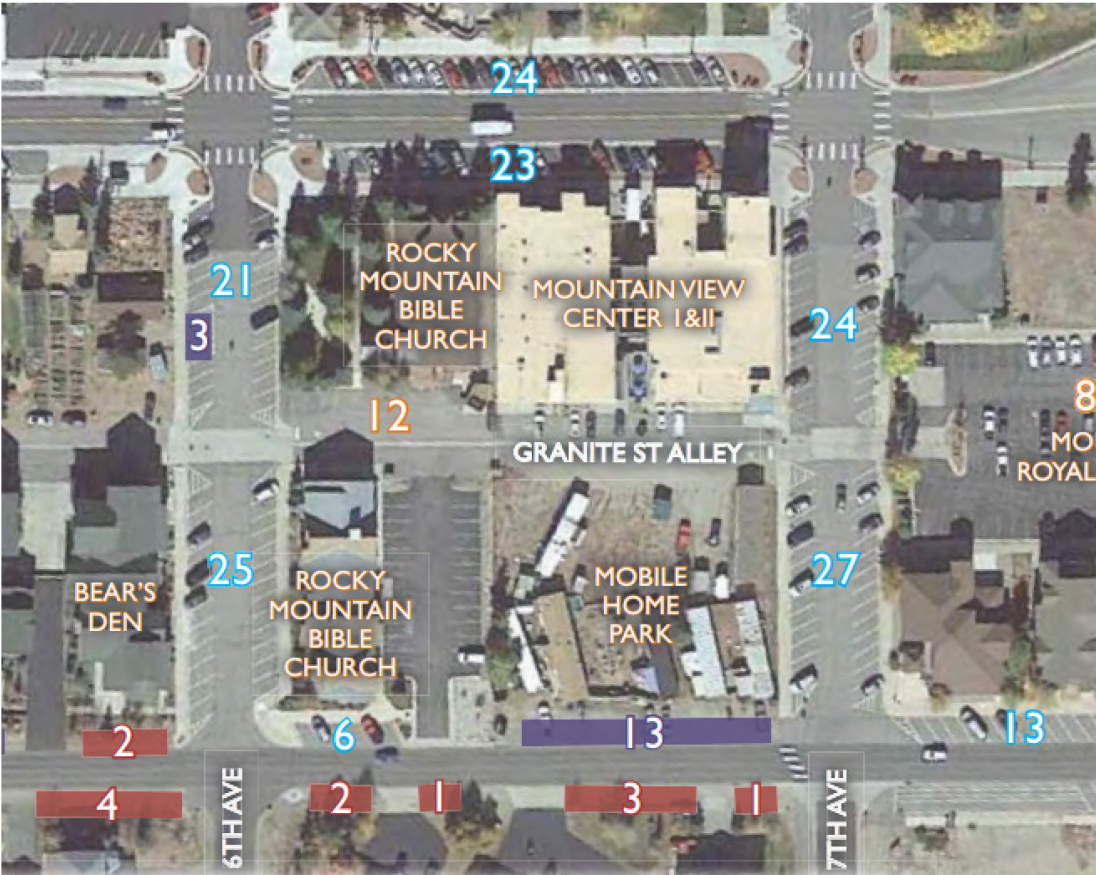 24
23
ROCKY
MOUNTAIN
BIBLE
CHURCH
MOUNTAIN VIEW
CENTER 1&II
21
3
24
12
8
MO
ROYAL
GRANITE ST ALLEY
25
BEAR'S
DEN
ROCKY
MOUNTAIN
BIBLE
CHURCH
MOBILE
HOME
PARK
27
2
6
13
13
4
6TH AVE
2
1
3
1
7TH AVE